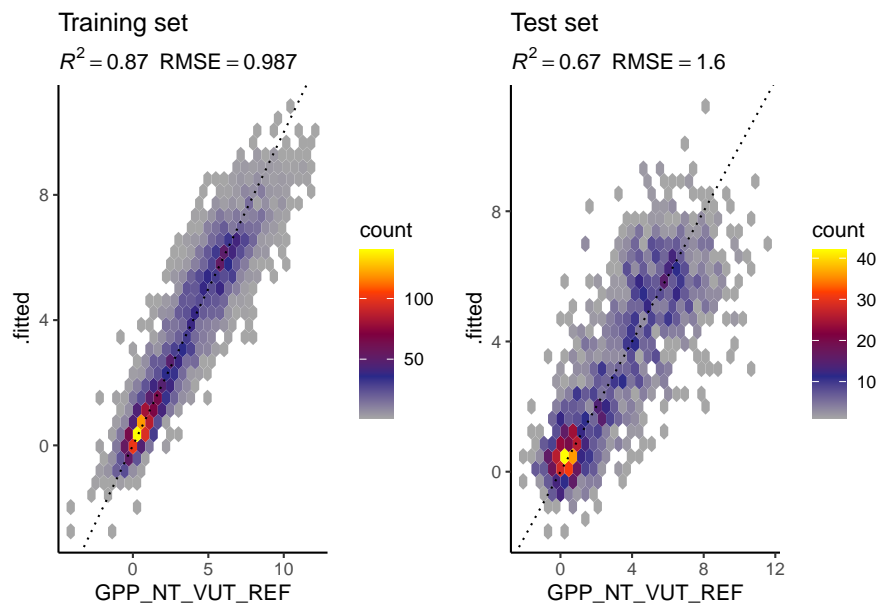 Training set
R² = 0.87 RMSE = 0.987
8
4
0
0
5
10
GPP_NT_VUT_REF
.fitted
count
100
50
Test set
R² = 0.67 RMSE = 1.6
8
4
0
0
4
8
12
GPP_NT_VUT_REF
.fitted
count
40
30
20
10